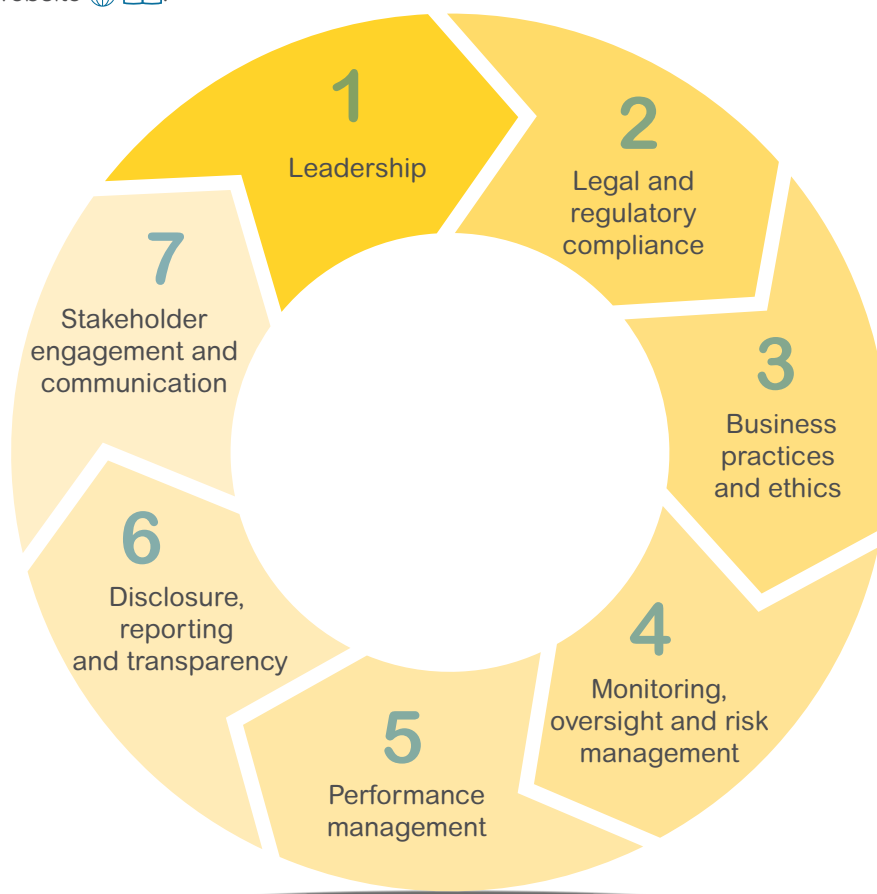 1
Leadership
2
Legal and
regulatory
compliance
3
Business
practices
and ethics
4
Monitoring,
oversight and risk
management
5
Performance
management
6
Disclosure,
reporting
and transparency
7
Stakeholder
engagement and
communication